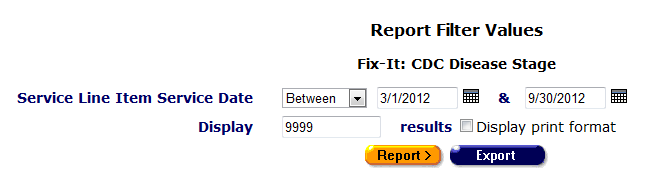 Report Filter Values
Fix-It: CDC Disease Stage
Service Line Item Service Date Between 3/1/2012 & 9/30/2012
Display 9999 results Display print format
Report > Export